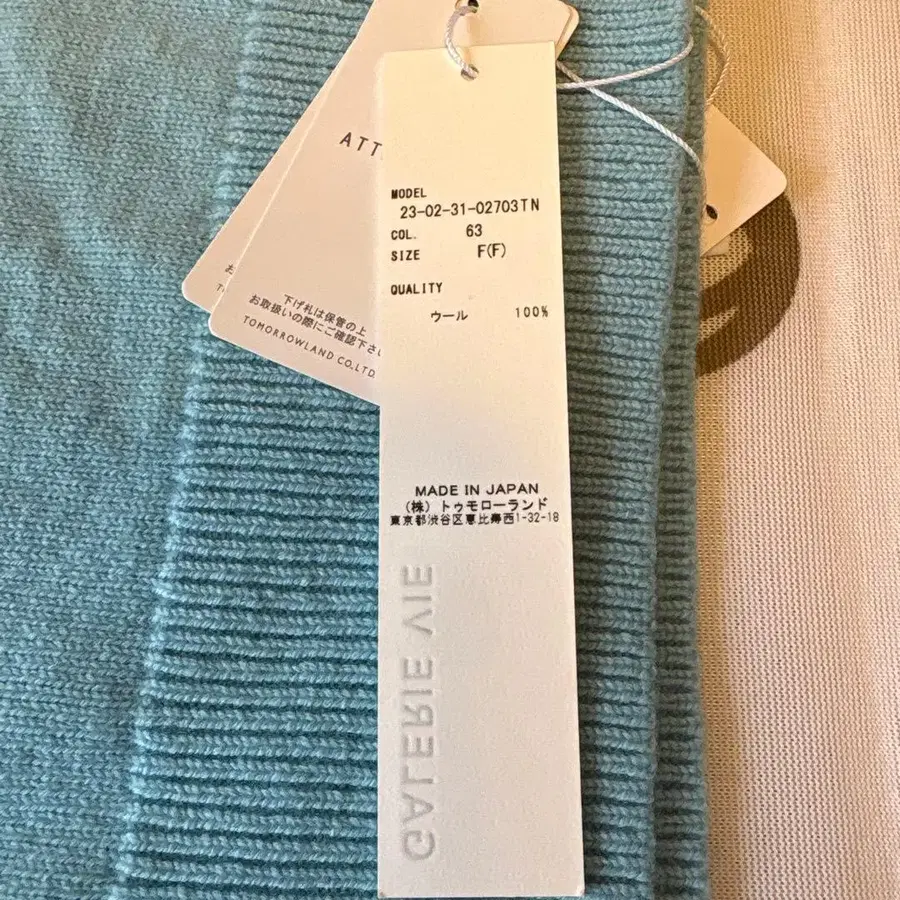 ATT
お
下げ札は保管の上
お取扱いの際にご確認下さい
TOMORROWLAND CO.,LTD.
MODEL
23-02-31-02703TN
COL. 63
SIZE F(F)
QUALITY
ウール 100%
MADE IN JAPAN
(株) トゥモローランド
東京都渋谷区恵比寿西1-32-18
GALERIE VIE